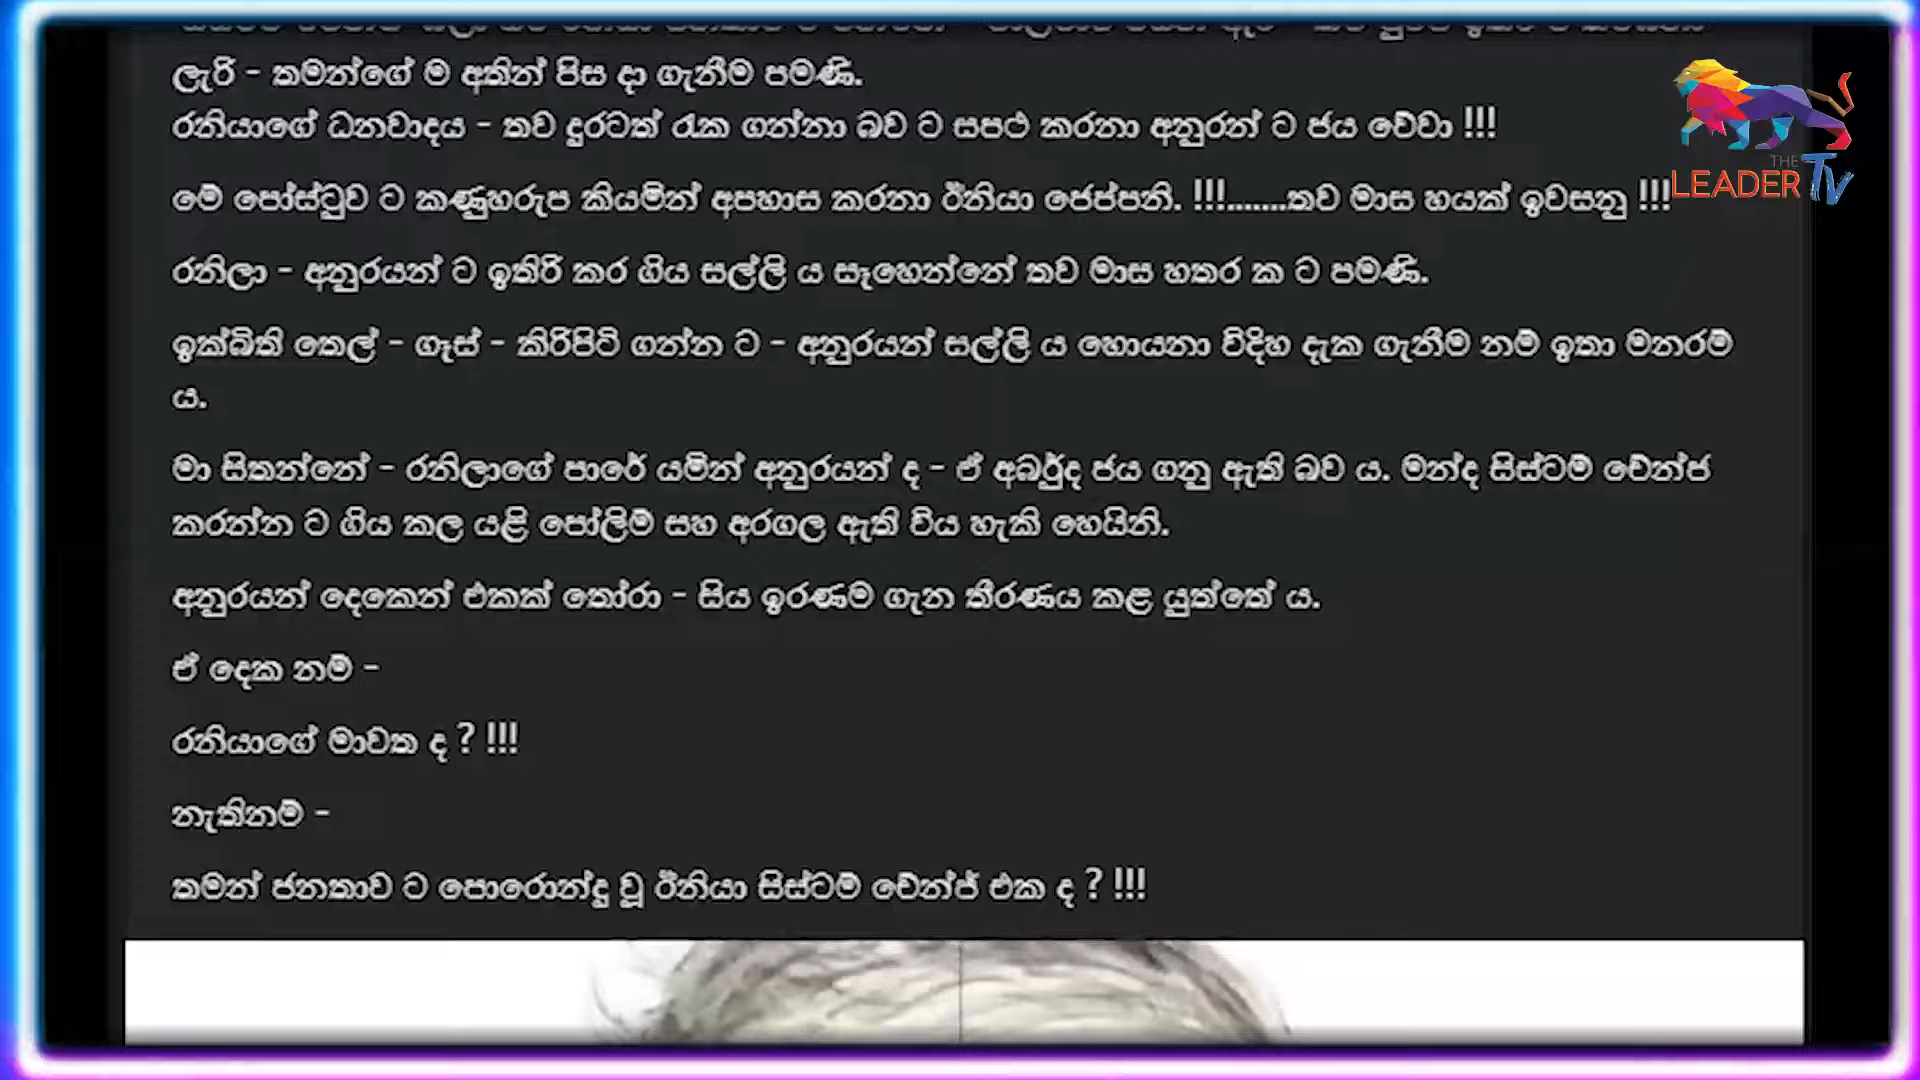 ලැරි - තමන්ගේ ම අතින් පිස දා ගැනීම පමණි.
රනියාගේ ධනවාදය - තව දුරටත් රැක ගන්නා බව ට සපථ කරනා අනුරන් ට ජය වේවා !!!
මේ පෝස්ටුව ට කණුහරුප කියමින් අපහාස කරනා ඊනියා ජෙප්පනි. !!!........තව මාස හයක් ඉවසනු !!!
රනිලා - අනුරයන් ට ඉතිරි කර ගිය සල්ලි ය සෑහෙන්නේ තව මාස හතර ක ට පමණි.
ඉක්බිති තෙල් - ගෑස් - කිරිපිටි ගන්න ට - අනුරයන් සල්ලි ය හොයනා විදිහ දැක ගැනීම නම් ඉතා මනරම්
ය.
මා සිතන්නේ - රනිලාගේ පාරේ යමින් අනුරයන් ද - ඒ අබර්ුද ජය ගනු ඇති බව ය. මන්ද සිස්ටම් චේන්ජ
කරන්න ට ගිය කල යළි පෝලිම් සහ අරගල ඇති විය හැකි හෙයිනි.
අනුරයන් දෙකෙන් එකක් තෝරා - සිය ඉරණම ගැන තීරණය කළ යුත්තේ ය.
ඒ දෙක නම් -
රනියාගේ මාවත ද ? !!!
නැතිනම් -
තමන් ජනතාව ට පොරොන්දු වූ ඊනියා සිස්ටම් චේන්ජ් එක ද ? !!!
THE
LEADER TV